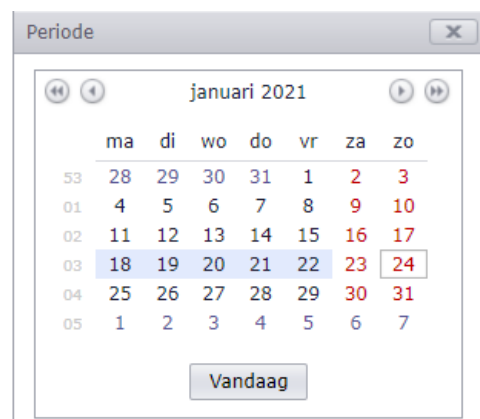 Periode
januari 2021
ma di wo do vr za zo
53 28 29 30 31 1 2 3
01 4 5 6 7 8 9 10
02 11 12 13 14 15 16 17
03 18 19 20 21 22 23 24
04 25 26 27 28 29 30 31
05 1 2 3 4 5 6 7
Vandaag